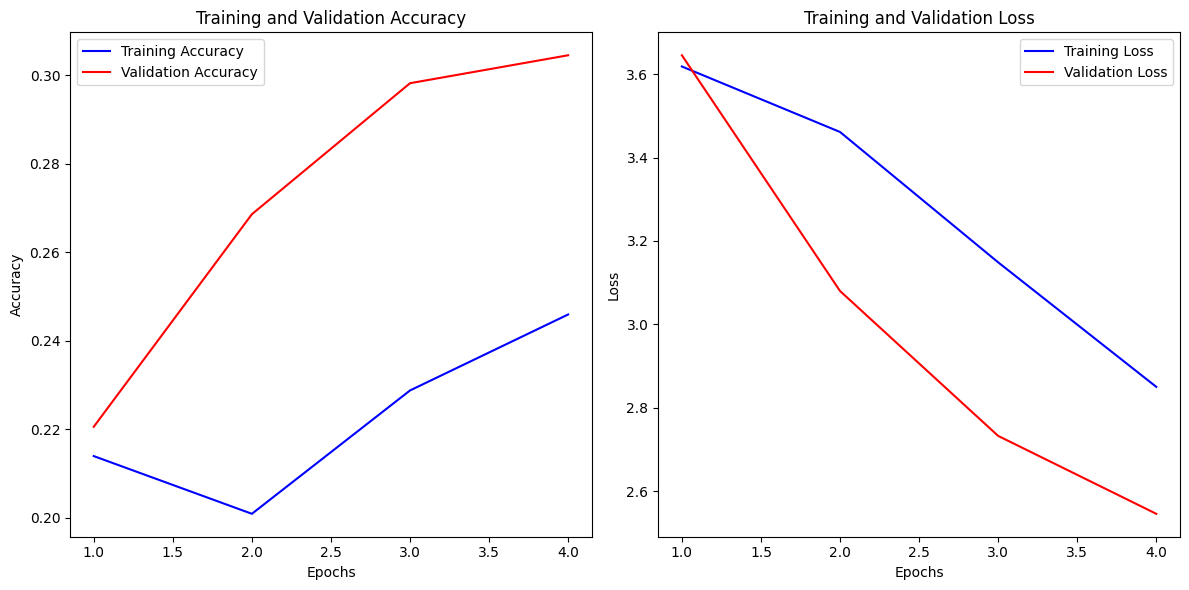 Training and Validation Accuracy
Training Accuracy
Validation Accuracy
0.30
0.28
0.26
0.24
0.22
0.20
Accuracy
1.0 1.5 2.0 2.5 3.0 3.5 4.0
Epochs
Training and Validation Loss
Training Loss
Validation Loss
3.6
3.4
3.2
3.0
2.8
2.6
Loss
1.0 1.5 2.0 2.5 3.0 3.5 4.0
Epochs